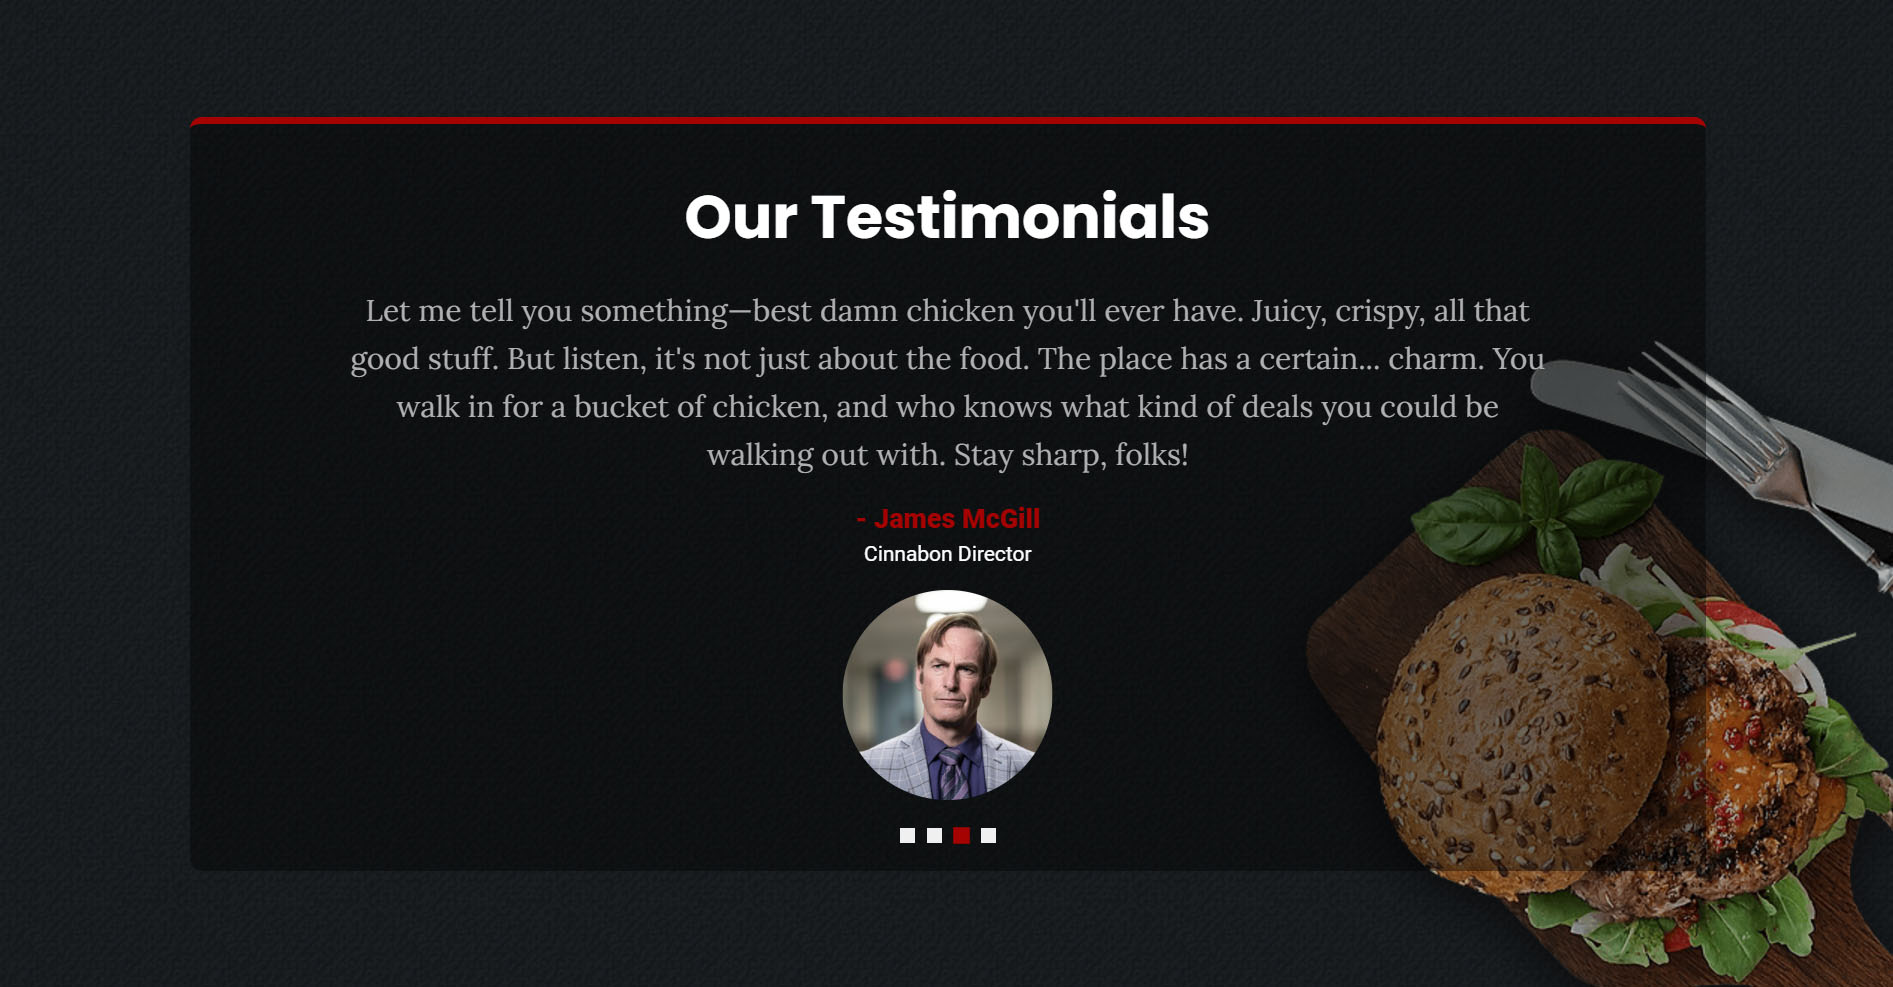 Our Testimonials
Let me tell you something—best damn chicken you'll ever have. Juicy, crispy, all that
good stuff. But listen, it's not just about the food. The place has a certain... charm. You
walk in for a bucket of chicken, and who knows what kind of deals you could be
walking out with. Stay sharp, folks!
- James McGill
Cinnabon Director